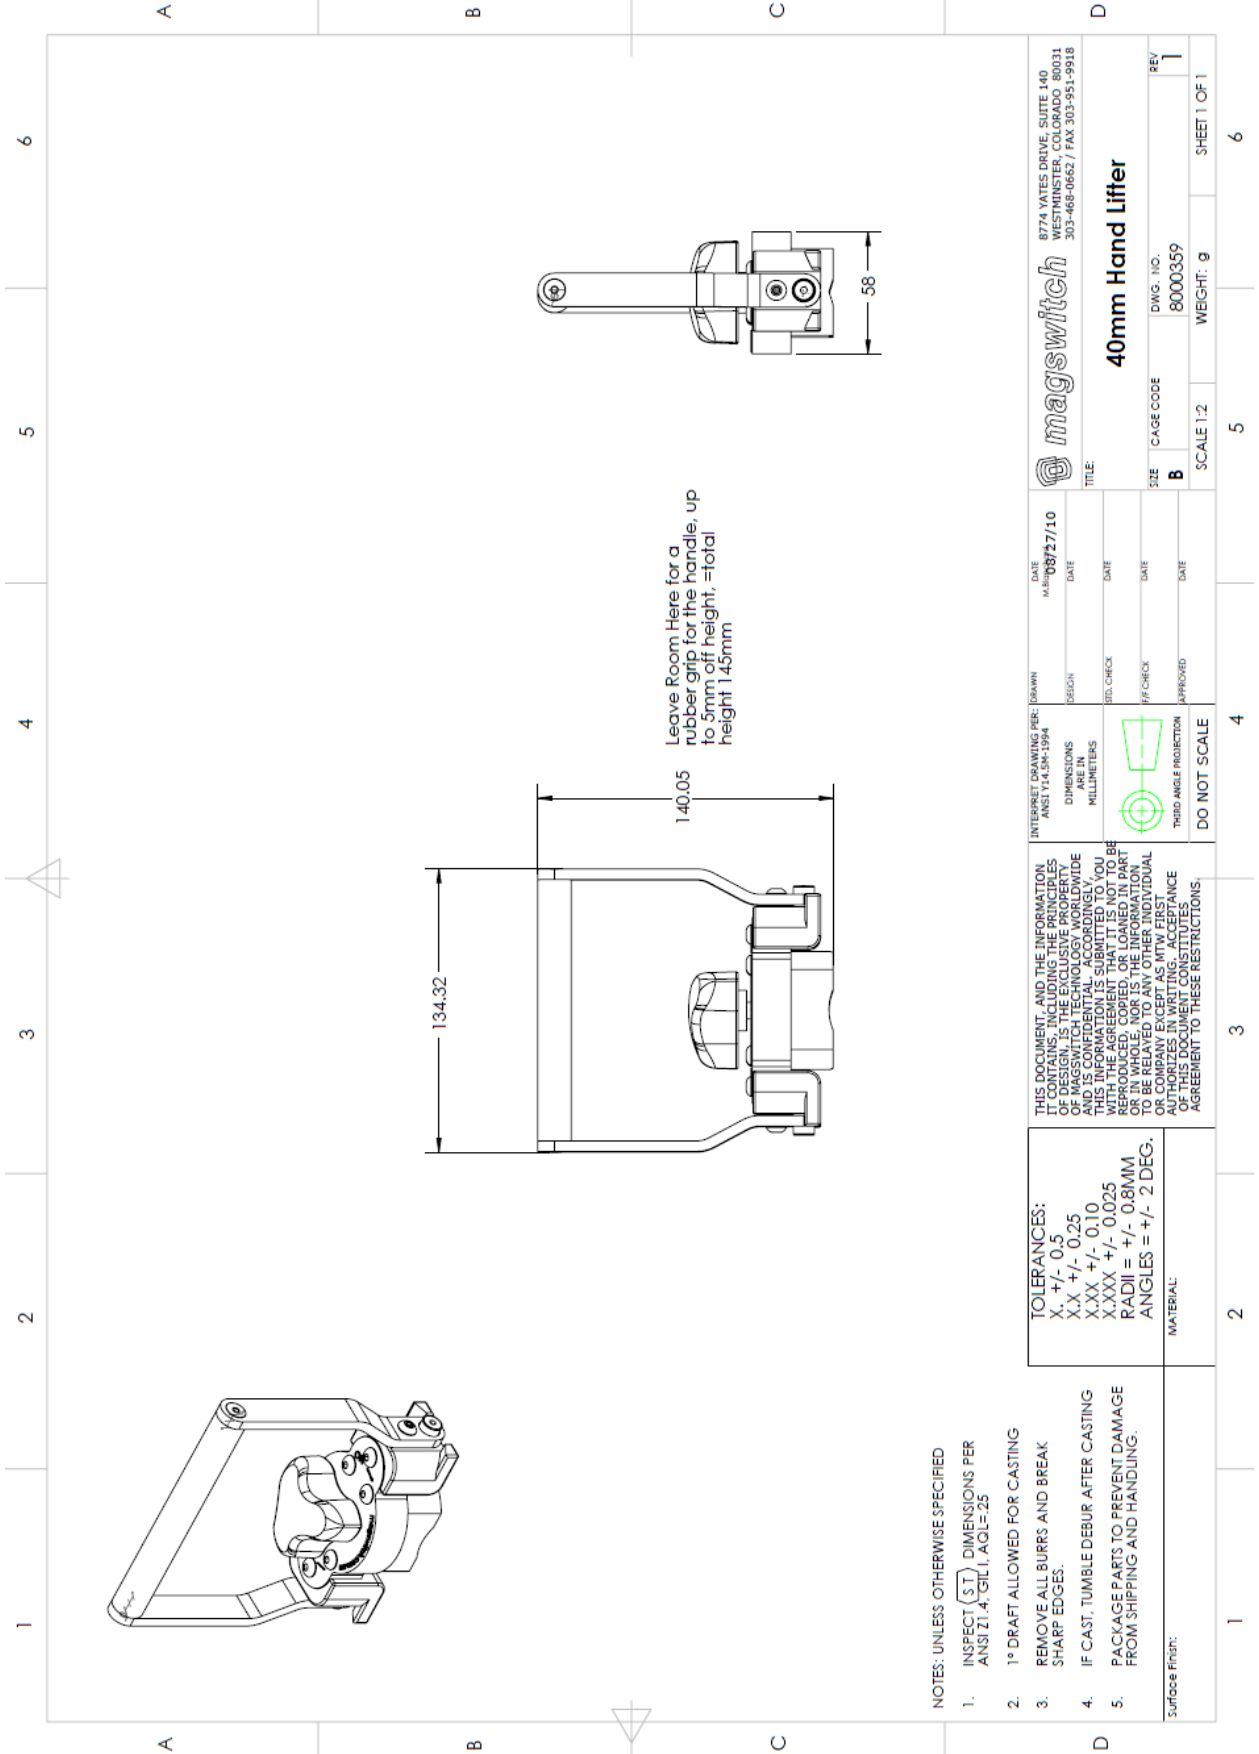 1
2
3
4
5
6
A
B
C
D
A
B
C
D
134.32
140.05
58
Leave Room Here for a
rubber grip for the handle, up
to 5mm off height, =total
height 145mm
NOTES: UNLESS OTHERWISE SPECIFIED
1. INSPECT ST DIMENSIONS PER
ANSI Z1.4, GIL I, AQL=.25
2. 1° DRAFT ALLOWED FOR CASTING
3. REMOVE ALL BURRS AND BREAK
SHARP EDGES.
4. IF CAST, TUMBLE DEBUR AFTER CASTING
5. PACKAGE PARTS TO PREVENT DAMAGE
FROM SHIPPING AND HANDLING.
Surface Finish:
TOLERANCES:
X. +/- 0.5
X.X +/- 0.25
X.XX +/- 0.10
X.XXX +/- 0.025
RADII = +/- 0.8MM
ANGLES = +/- 2 DEG.
MATERIAL:
THIS DOCUMENT, AND THE INFORMATION
IT CONTAINS, INCLUDING THE PRINCIPLES
OF DESIGN, IS THE EXCLUSIVE PROPERTY
OF MAGSWITCH TECHNOLOGY WORLDWIDE
AND IS CONFIDENTIAL. ACCORDINGLY,
THIS INFORMATION IS SUBMITTED TO YOU
WITH THE AGREEMENT THAT IT IS NOT TO BE
REPRODUCED, COPIED, OR LOANED IN PART
OR IN WHOLE, NOR IS THE INFORMATION
TO BE RELAYED TO ANY OTHER INDIVIDUAL
OR COMPANY EXCEPT AS MTW FIRST
AUTHORIZES IN WRITING. ACCEPTANCE
OF THIS DOCUMENT CONSTITUTES
AGREEMENT TO THESE RESTRICTIONS.
INTERPRET DRAWING PER:
ANSI Y14.5M-1994
DIMENSIONS
ARE IN
MILLIMETERS
THIRD ANGLE PROJECTION
DO NOT SCALE
DRAWN DATE
08/27/10
DESIGN DATE
STD. CHECK DATE
F/F CHECK DATE
APPROVED DATE
magswitch
8774 YATES DRIVE, SUITE 140
WESTMINSTER, COLORADO 80031
303-468-0662 / FAX 303-951-9918
TITLE:
40mm Hand Lifter
SIZE CAGE CODE DWG. NO. REV
B 8000359 1
SCALE 1:2 WEIGHT: g SHEET 1 OF 1
1
2
3
4
5
6